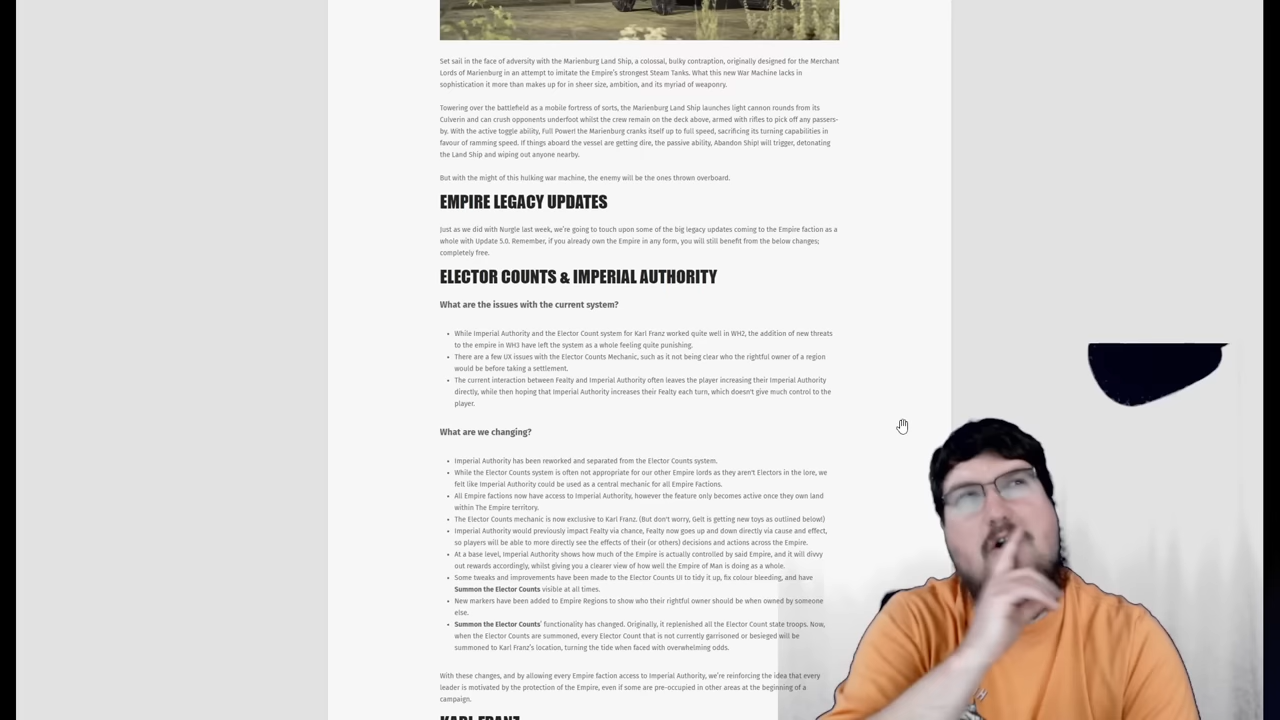 Set sail in the face of adversity with the Marienburg Land Ship, a colossal, bulky contraption, originally designed for the Merchant
Lords of Marienburg in an attempt to imitate the Empire's strongest Steam Tanks. What this new War Machine lacks in
sophistication it more than makes up for in sheer size, ambition, and its myriad of weaponry.
Towering over the battlefield as a mobile fortress of sorts, the Marienburg Land Ship launches light cannon rounds from its
Culverin and can crush opponents underfoot whilst the crew remain on the deck above, armed with rifles to pick off any passers-
by. With the active toggle ability, Full Power! the Marienburg cranks itself up to full speed, sacrificing its turning capabilities in
favour of ramming speed. If things aboard the vessel are getting dire, the passive ability, Abandon Ship! will trigger, detonating
the Land Ship and wiping out anyone nearby.
But with the might of this hulking war machine, the enemy will be the ones thrown overboard.
EMPIRE LEGACY UPDATES
Just as we did with Nurgle last week, we're going to touch upon some of the big legacy updates coming to the Empire faction as a
whole with Update 5.0. Remember, if you already own the Empire in any form, you will still benefit from the below changes;
completely free.
ELECTOR COUNTS & IMPERIAL AUTHORITY
What are the issues with the current system?
• While Imperial Authority and the Elector Count system for Karl Franz worked quite well in WH2, the addition of new threats
to the empire in WH3 have left the system as a whole feeling quite punishing.
• There are a few UX issues with the Elector Counts Mechanic, such as it not being clear who the rightful owner of a region
would be before taking a settlement.
• The current interaction between Fealty and Imperial Authority often leaves the player increasing their Imperial Authority
directly, while then hoping that Imperial Authority increases their Fealty each turn, which doesn't give much control to the
player.
What are we changing?
• Imperial Authority has been reworked and separated from the Elector Counts system.
• While the Elector Counts system is often not appropriate for our other Empire lords as they aren't Electors in the lore, we
felt like Imperial Authority could be used as a central mechanic for all Empire Factions.
• All Empire factions now have access to Imperial Authority, however the feature only becomes active once they own land
within The Empire territory.
• The Elector Counts mechanic is now exclusive to Karl Franz. (But don't worry, Gelt is getting new toys as outlined below!)
• Imperial Authority would previously impact Fealty via chance, Fealty now goes up and down directly via cause and effect,
so players will be able to more directly see the effects of their (or others) decisions and actions across the Empire.
• At a base level, Imperial Authority shows how much of the Empire is actually controlled by said Empire, and it will divvy
out rewards accordingly, whilst giving you a clearer view of how well the Empire of Man is doing as a whole.
• Some tweaks and improvements have been made to the Elector Counts UI to tidy it up, fix colour bleeding, and have
Summon the Elector Counts visible at all times.
• New markers have been added to Empire Regions to show who their rightful owner should be when owned by someone
else.
• Summon the Elector Counts' functionality has changed. Originally, it replenished all the Elector Count state troops. Now,
when the Elector Counts are summoned, every Elector Count that is not currently garrisoned or besieged will be
summoned to Karl Franz's location, turning the tide when faced with overwhelming odds.
With these changes, and by allowing every Empire faction access to Imperial Authority, we're reinforcing the idea that every
leader is motivated by the protection of the Empire, even if some are pre-occupied in other areas at the beginning of a
campaign.
KARL FRANZ